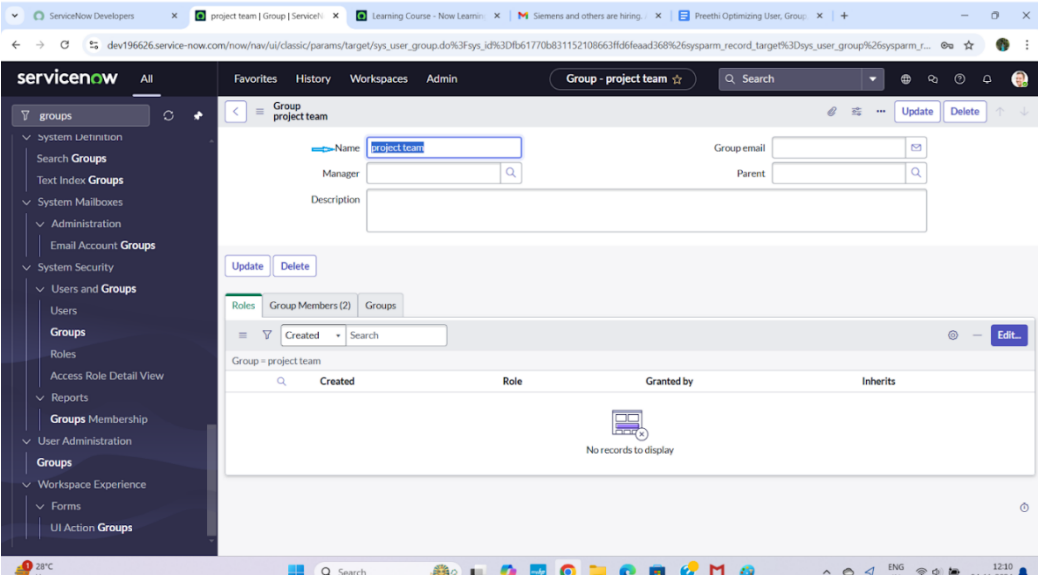 ServiceNow Developers
project team | Group | ServiceN
Learning Course - Now Learning
Siemens and others are hiring.
Preethi Optimizing User, Group,
dev196626.service-now.com/now/nav/ui/classic/params/target/sys_user_group.do%3Fsys_id%3Dfb61770b831152108663ffd6feaad368%26sysparm_record_target%3Dsys_user_group%26sysparm_r...
servicenow All Favorites History Workspaces Admin Group - project team Search
groups
Group
project team
Update Delete
System Definition
Search Groups
Text Index Groups
System Mailboxes
Administration
Email Account Groups
System Security
Users and Groups
Users
Groups
Roles
Access Role Detail View
Reports
Groups Membership
User Administration
Groups
Workspace Experience
Forms
UI Action Groups
Name project team Group email
Manager Parent
Description
Update Delete
Roles Group Members (2) Groups
Created Search Edit...
Group = project team
Created Role Granted by Inherits
No records to display
1 28°C Search ENG 12:10